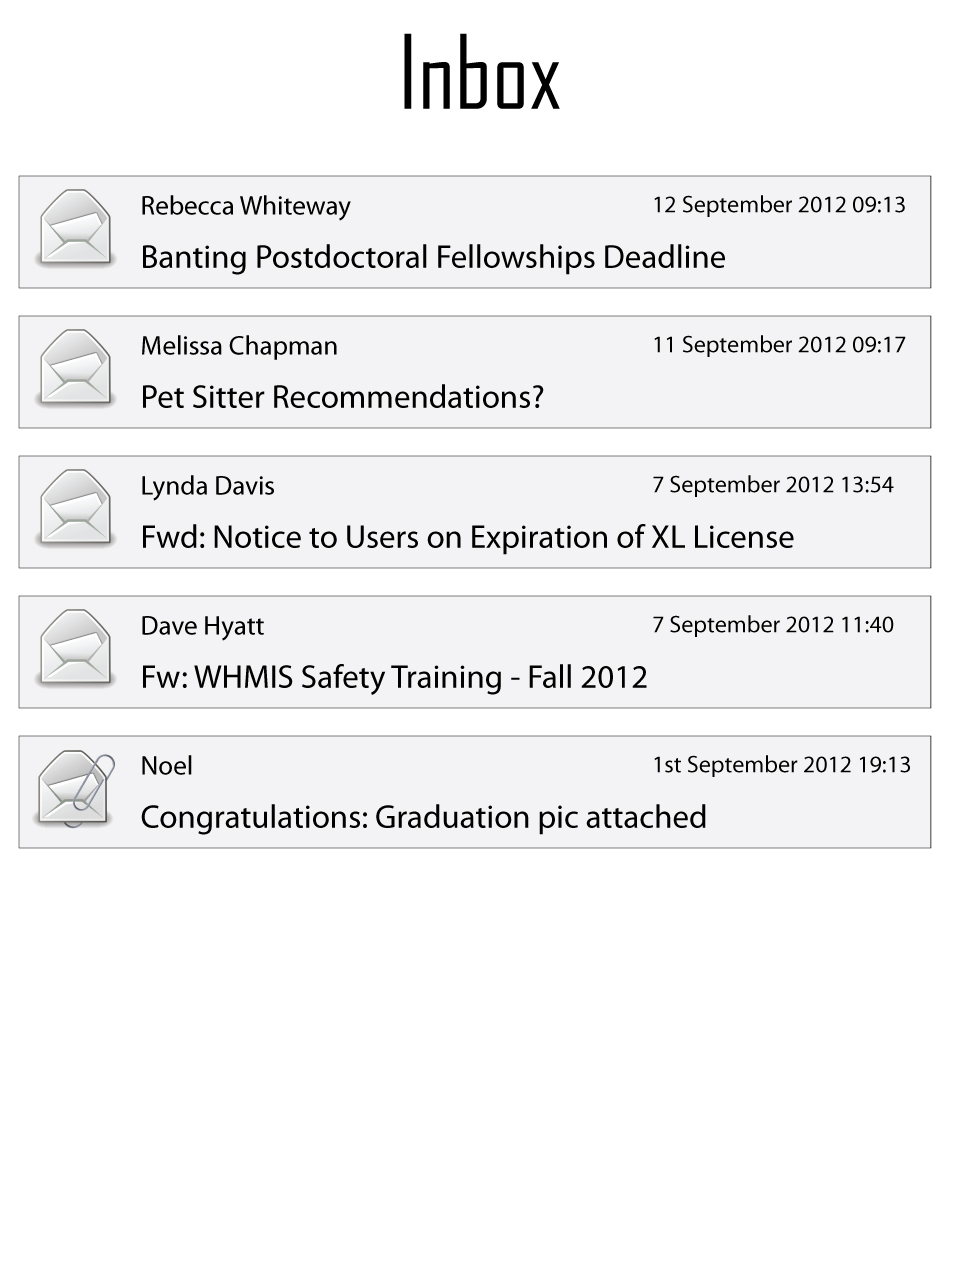 Inbox
Rebecca Whiteway 12 September 2012 09:13
Banting Postdoctoral Fellowships Deadline
Melissa Chapman 11 September 2012 09:17
Pet Sitter Recommendations?
Lynda Davis 7 September 2012 13:54
Fwd: Notice to Users on Expiration of XL License
Dave Hyatt 7 September 2012 11:40
Fw: WHMIS Safety Training - Fall 2012
Noel 1st September 2012 19:13
Congratulations: Graduation pic attached